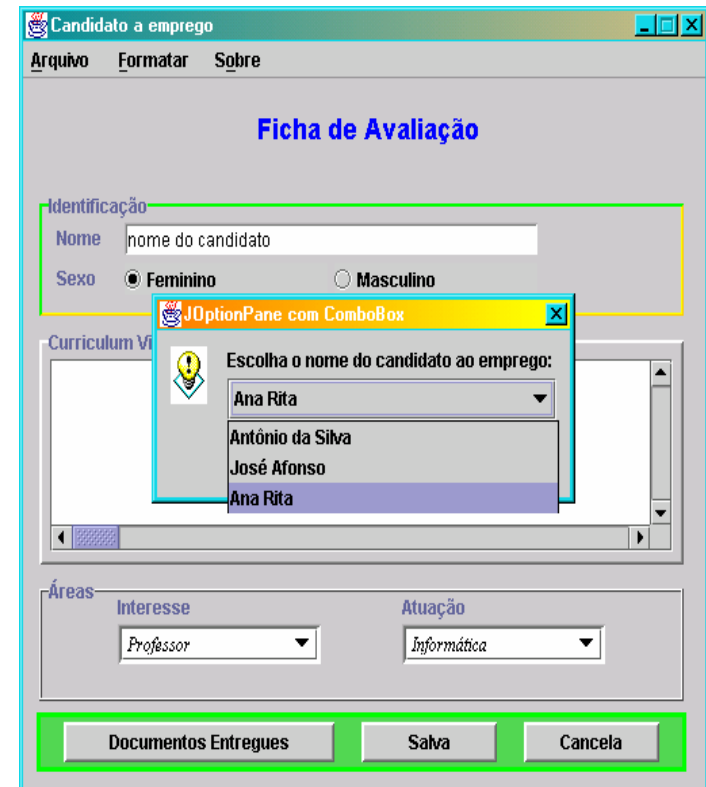 Candidato a emprego
Arquivo Formatar Sobre
Ficha de Avaliação
Identificação
Nome nome do candidato
Sexo Feminino Masculino
JOptionPane com ComboBox
Curriculum Vi
Escolha o nome do candidato ao emprego:
Ana Rita
Antônio da Silva
José Afonso
Ana Rita
Áreas
Interesse Atuação
Professor Informática
Documentos Entregues Salva Cancela